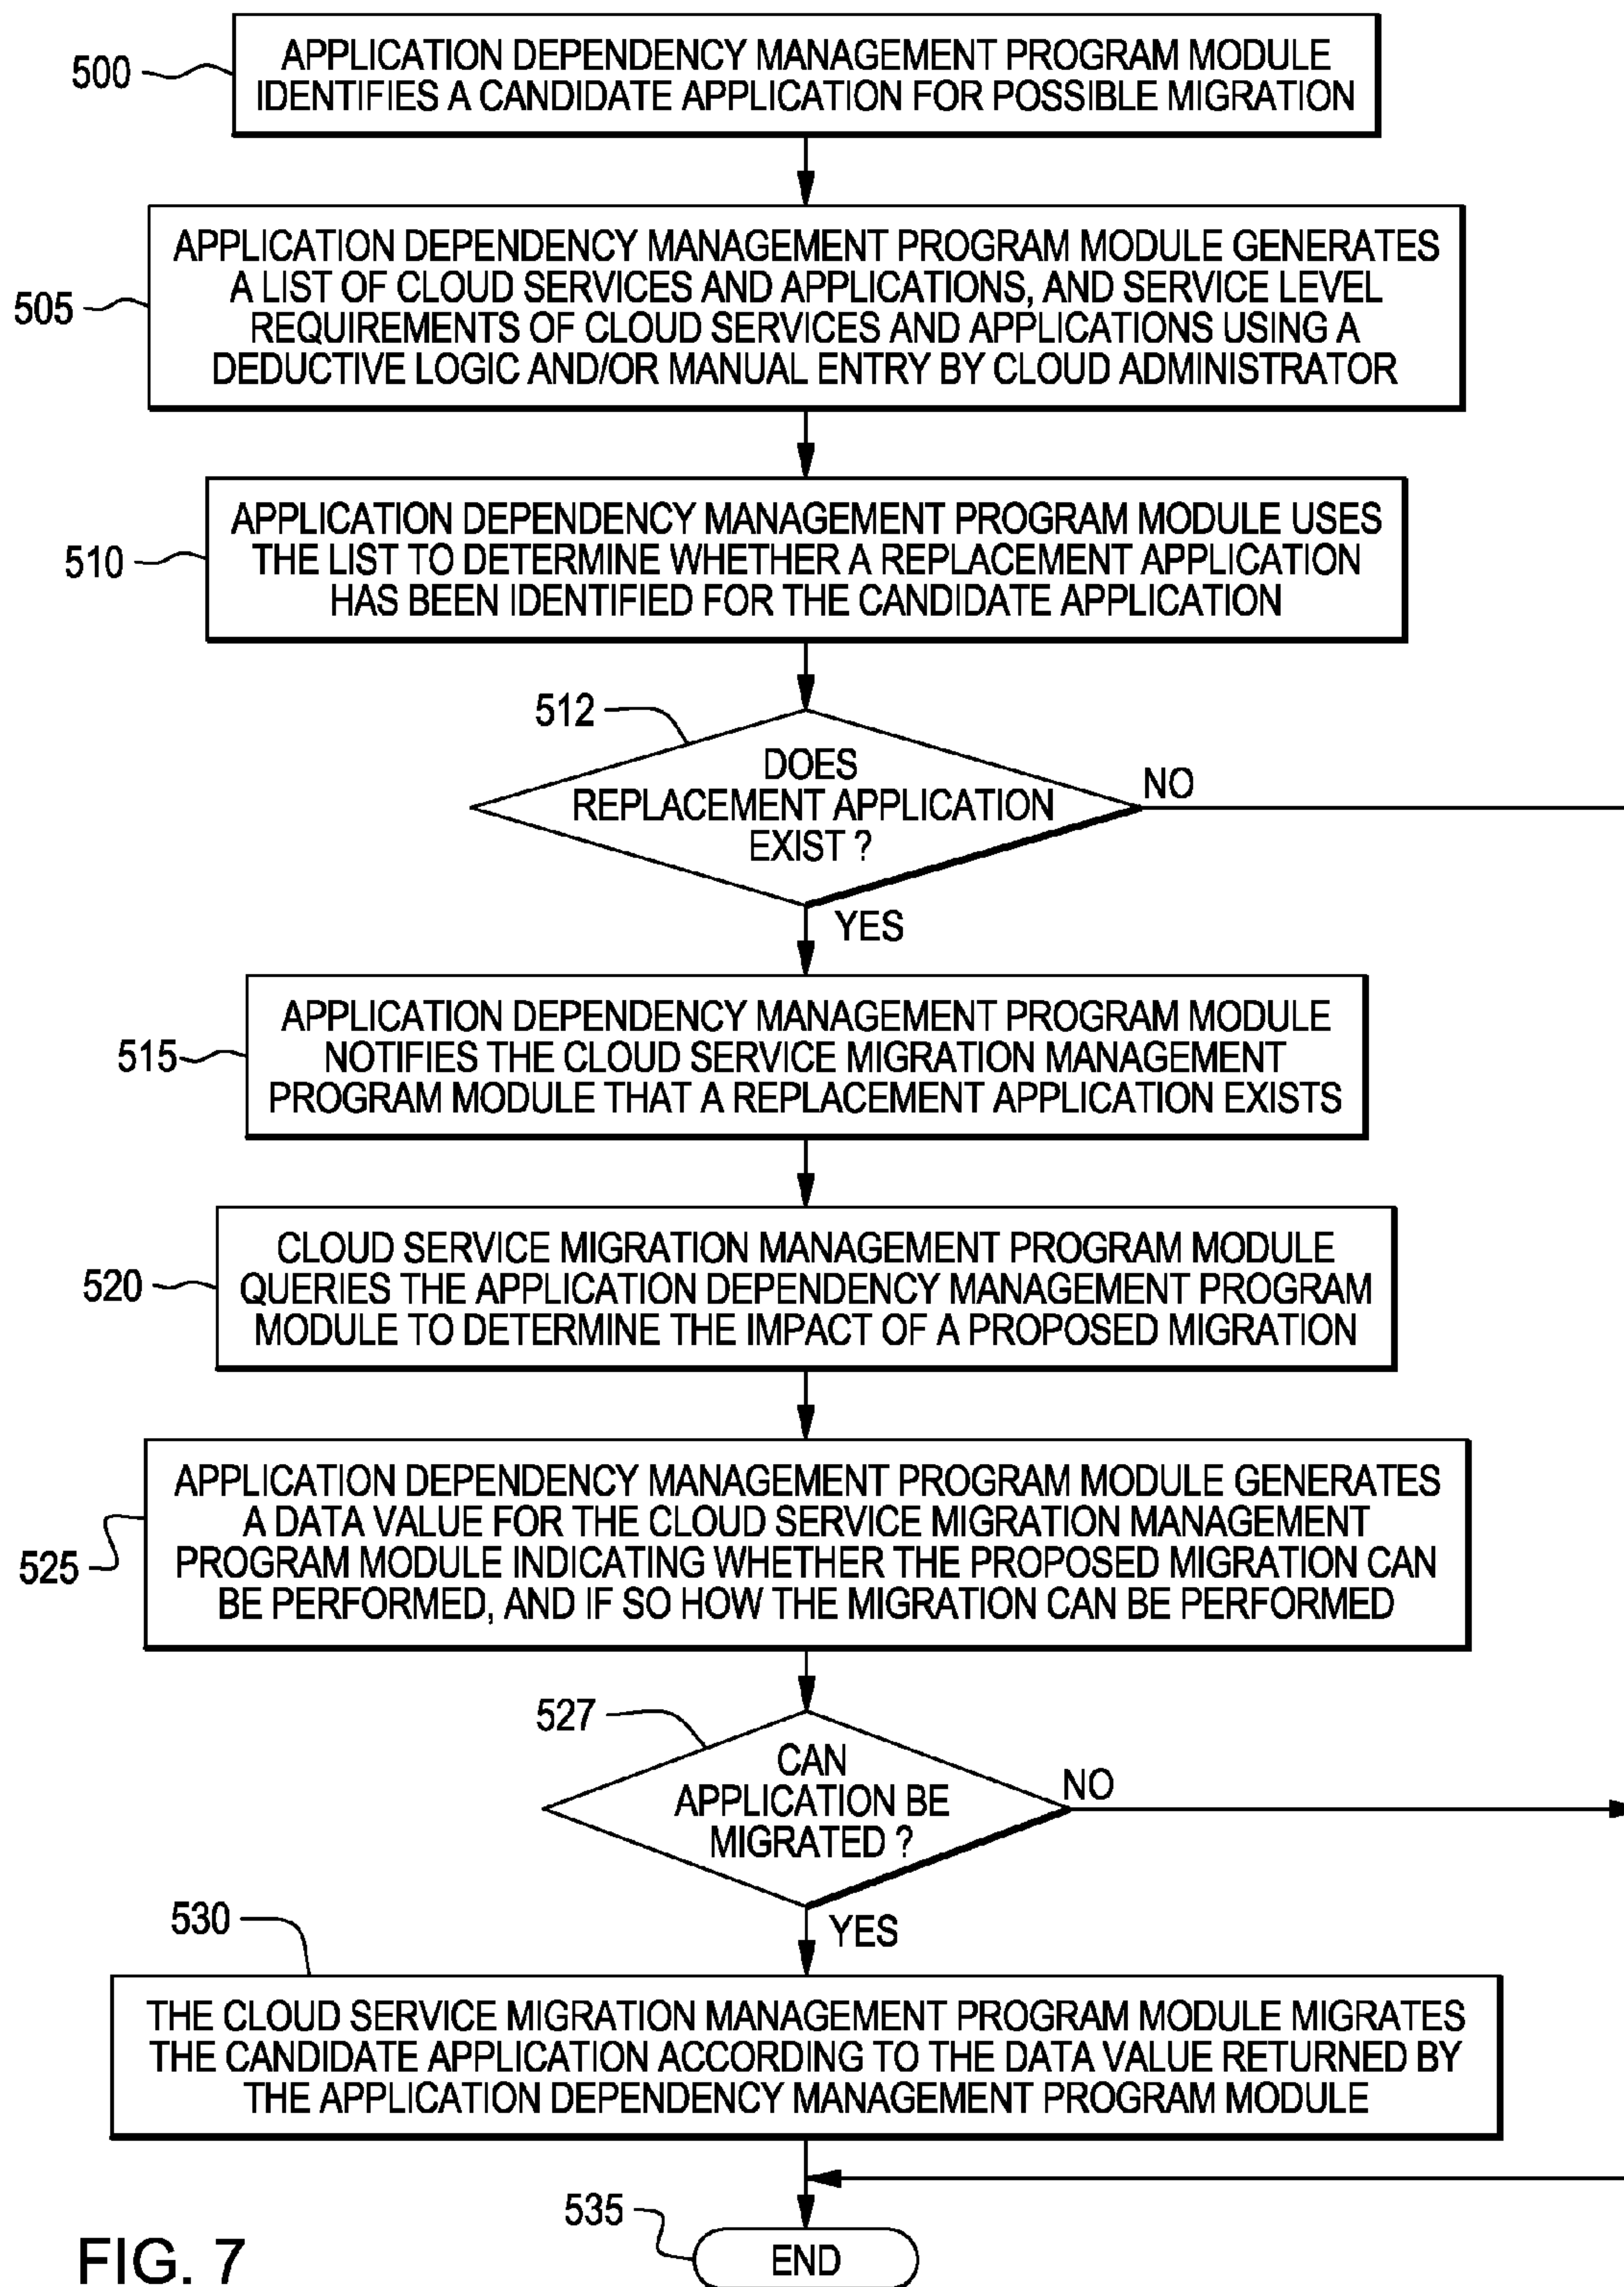 500
APPLICATION DEPENDENCY MANAGEMENT PROGRAM MODULE
IDENTIFIES A CANDIDATE APPLICATION FOR POSSIBLE MIGRATION
505
APPLICATION DEPENDENCY MANAGEMENT PROGRAM MODULE GENERATES
A LIST OF CLOUD SERVICES AND APPLICATIONS, AND SERVICE LEVEL
REQUIREMENTS OF CLOUD SERVICES AND APPLICATIONS USING A
DEDUCTIVE LOGIC AND/OR MANUAL ENTRY BY CLOUD ADMINISTRATOR
510
APPLICATION DEPENDENCY MANAGEMENT PROGRAM MODULE USES
THE LIST TO DETERMINE WHETHER A REPLACEMENT APPLICATION
HAS BEEN IDENTIFIED FOR THE CANDIDATE APPLICATION
512
DOES
REPLACEMENT APPLICATION
EXIST ?
NO
YES
515
APPLICATION DEPENDENCY MANAGEMENT PROGRAM MODULE
NOTIFIES THE CLOUD SERVICE MIGRATION MANAGEMENT
PROGRAM MODULE THAT A REPLACEMENT APPLICATION EXISTS
520
CLOUD SERVICE MIGRATION MANAGEMENT PROGRAM MODULE
QUERIES THE APPLICATION DEPENDENCY MANAGEMENT PROGRAM
MODULE TO DETERMINE THE IMPACT OF A PROPOSED MIGRATION
525
APPLICATION DEPENDENCY MANAGEMENT PROGRAM MODULE GENERATES
A DATA VALUE FOR THE CLOUD SERVICE MIGRATION MANAGEMENT
PROGRAM MODULE INDICATING WHETHER THE PROPOSED MIGRATION CAN
BE PERFORMED, AND IF SO HOW THE MIGRATION CAN BE PERFORMED
527
CAN
APPLICATION BE
MIGRATED ?
NO
YES
530
THE CLOUD SERVICE MIGRATION MANAGEMENT PROGRAM MODULE MIGRATES
THE CANDIDATE APPLICATION ACCORDING TO THE DATA VALUE RETURNED BY
THE APPLICATION DEPENDENCY MANAGEMENT PROGRAM MODULE
535
END
FIG. 7